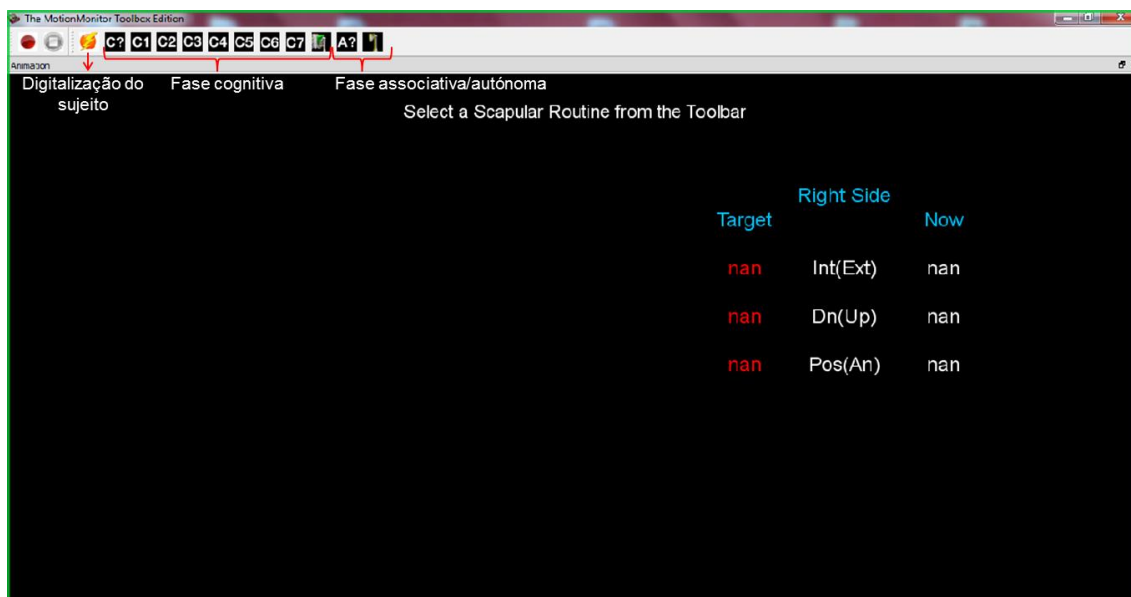 The MotionMonitor Toolbox Edition
C? C1 C2 C3 C4 C5 C6 C7 A?
Animation
Digitalização do sujeito
Fase cognitiva
Fase associativa/autónoma
Select a Scapular Routine from the Toolbar
Right Side
Target Now
nan Int(Ext) nan
nan Dn(Up) nan
nan Pos(An) nan